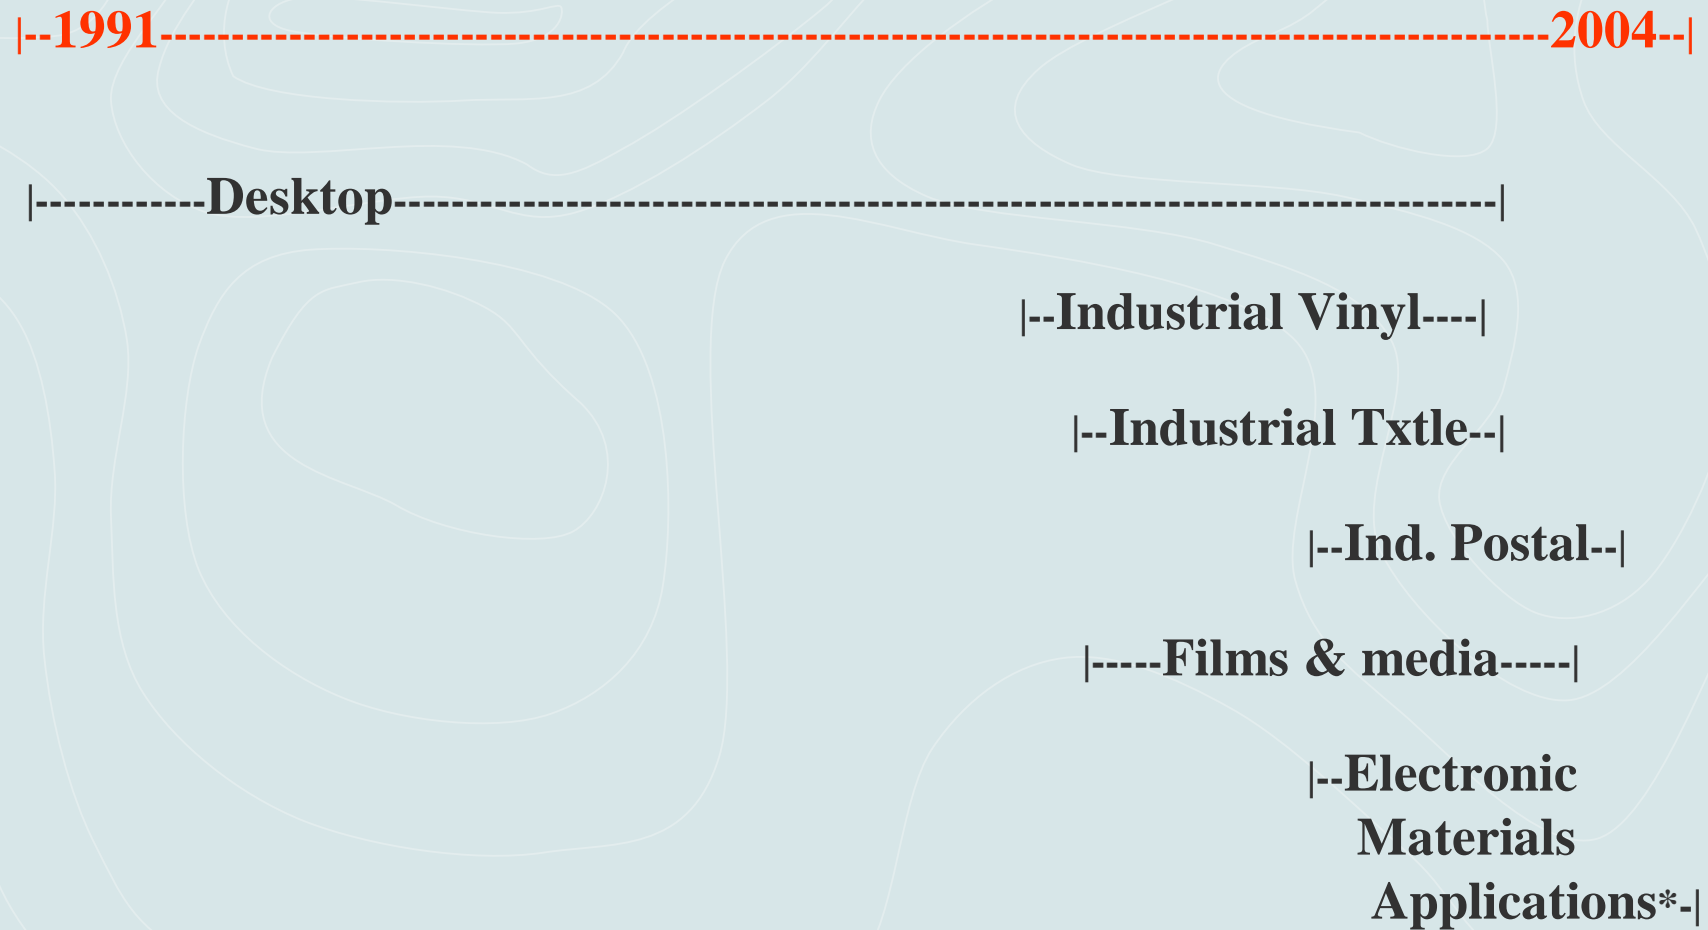 |--1991-------------------------------------------------------------------------------------------------2004--|
|------------Desktop-----------------------------------------------------------------------------|
|--Industrial Vinyl----|
|--Industrial Txtle--|
|--Ind. Postal--|
|-----Films & media-----|
|--Electronic
Materials
Applications*-|